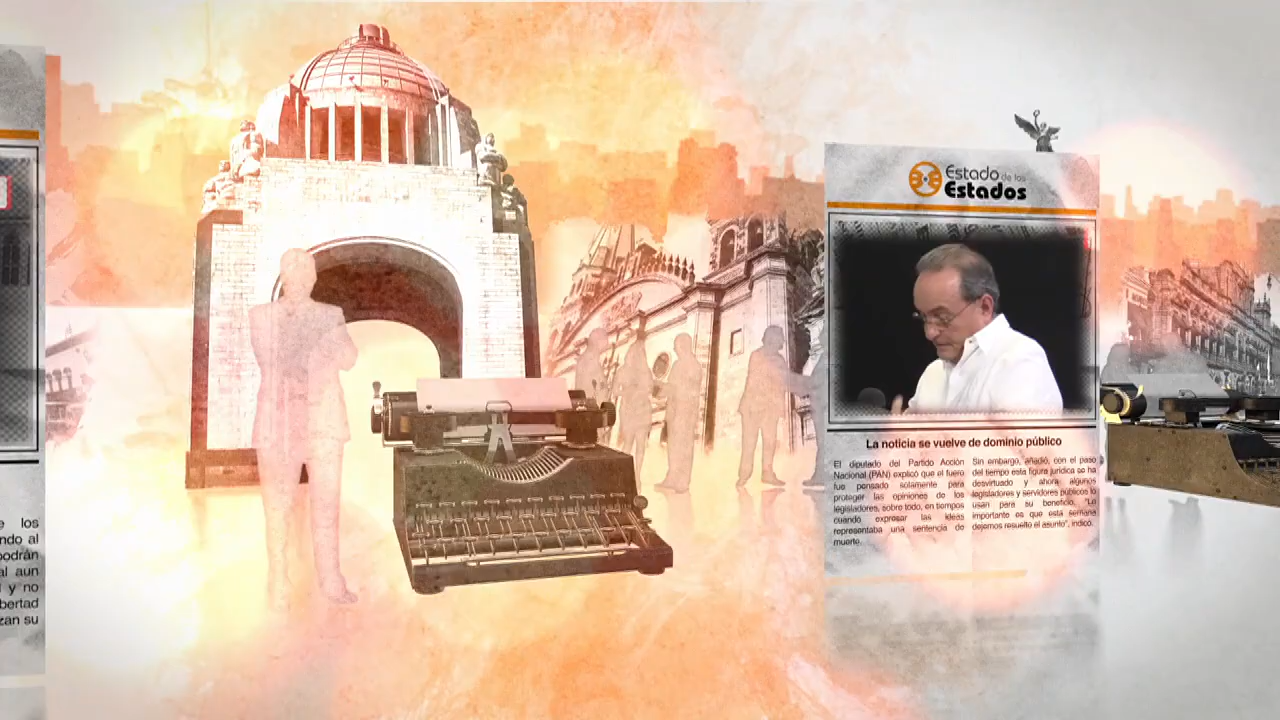 e los
ndo al
podrán
al aun
l y no
bertad
zan su
Estado de los
Estados
La noticia se vuelve de dominio público
El diputado del Partido Acción
Nacional (PAN) explicó que el fuero
fue pensado solamente para
proteger las opiniones de los
legisladores, sobre todo, en tiempos
cuando expresar las ideas
representaba una sentencia de
muerte.
Sin embargo, añadió, con el paso
del tiempo esta figura jurídica se ha
desvirtuado y ahora algunos
legisladores y servidores públicos lo
usan para su beneficio. "Lo
importante es que está semana
dejemos resuelto el asunto", indicó.